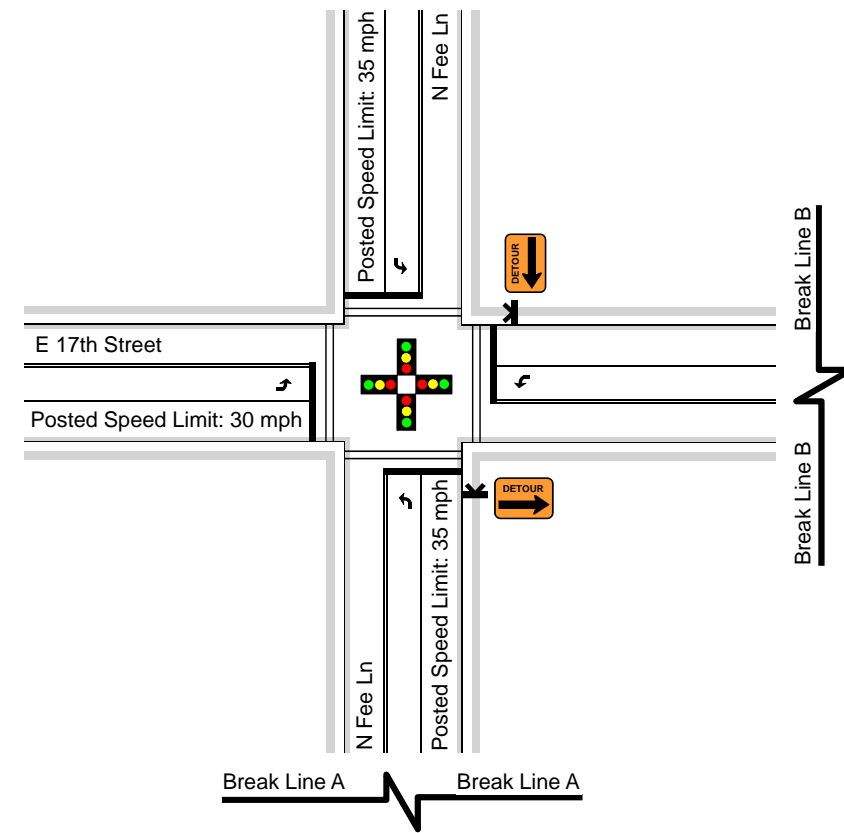 Posted Speed Limit: 35 mph
N Fee Ln
DETOUR
Break Line B
E 17th Street
Posted Speed Limit: 30 mph
Break Line B
DETOUR
N Fee Ln
Posted Speed Limit: 35 mph
Break Line A
Break Line A